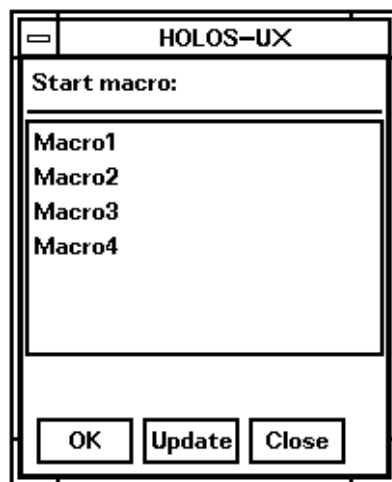 HOLOS-UX
Start macro:
Macro1
Macro2
Macro3
Macro4
OK Update Close